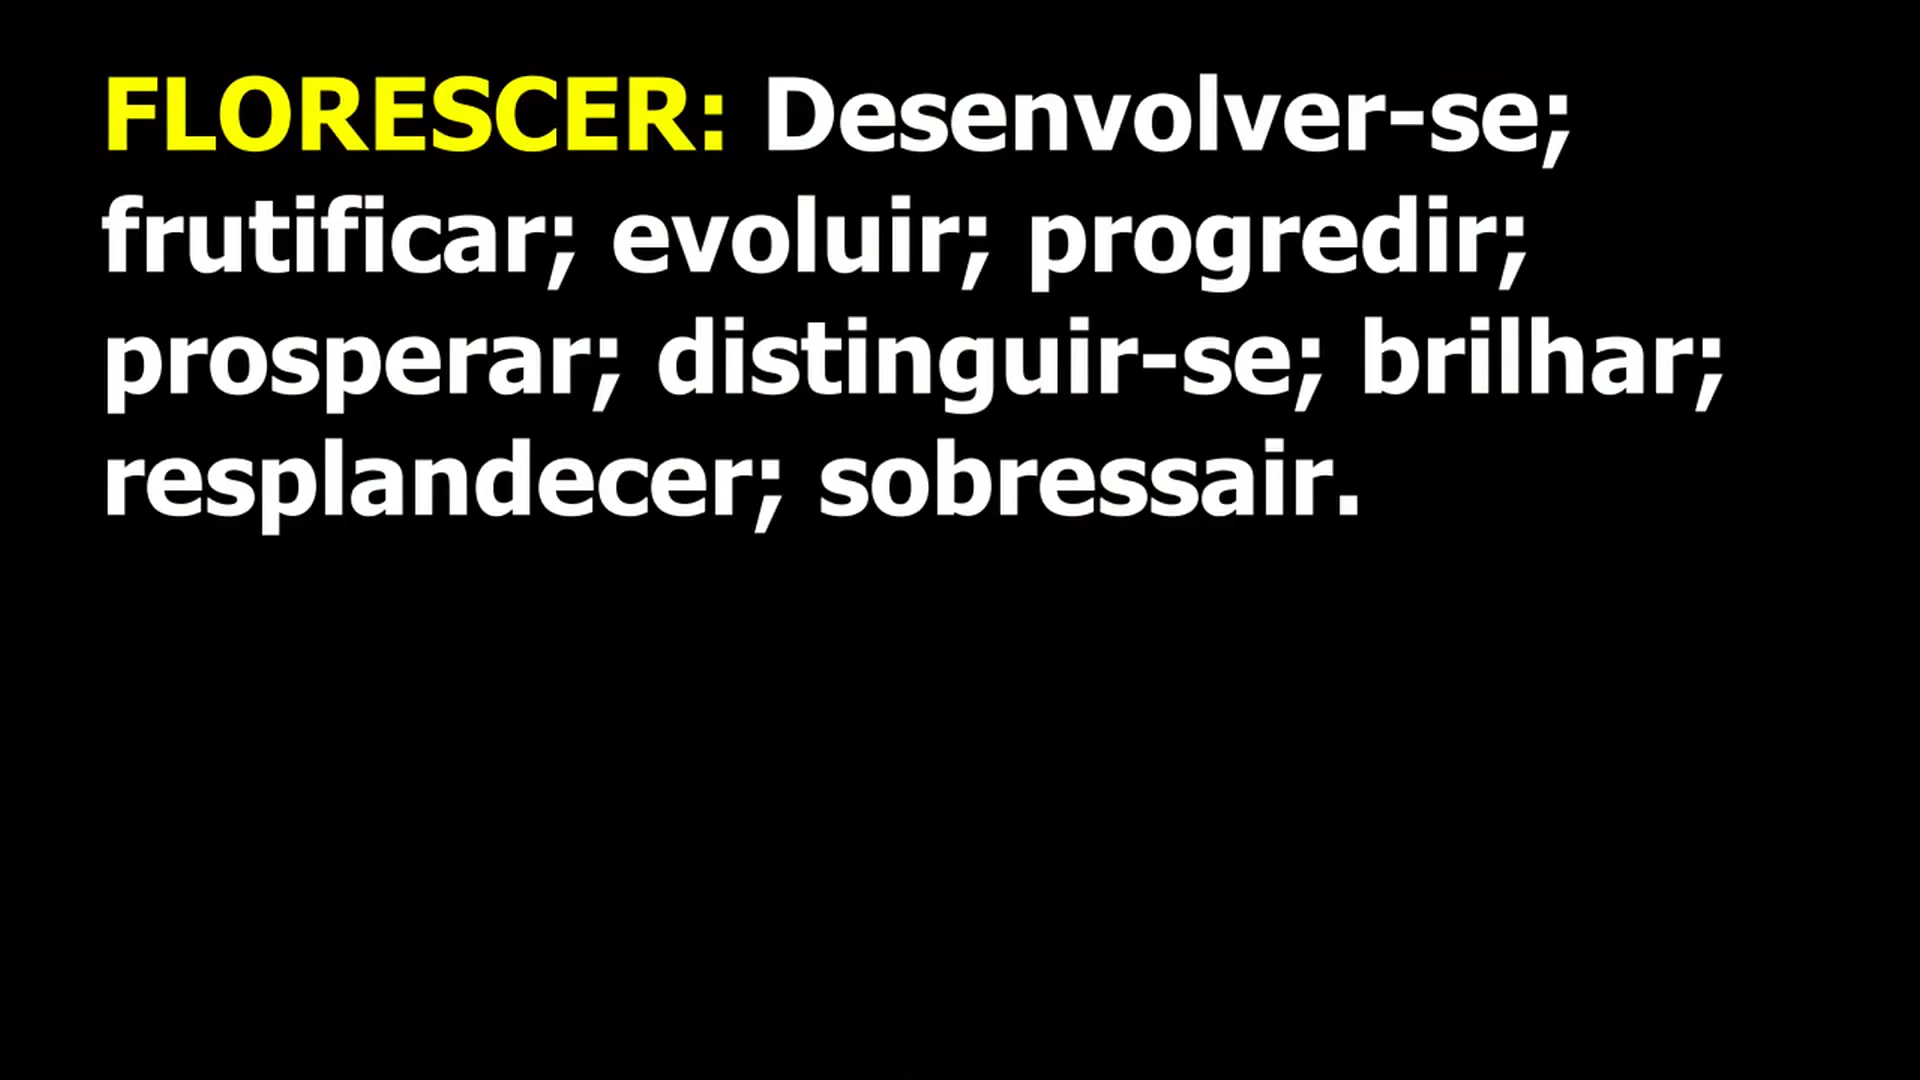 FLORESCER: Desenvolver-se;
frutificar; evoluir; progredir;
prosperar; distinguir-se; brilhar;
resplandecer; sobressair.